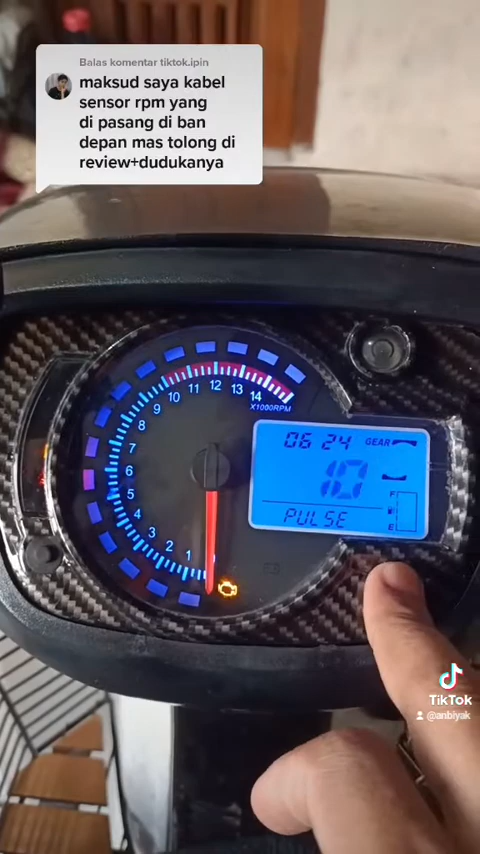 Balas komentar tiktok.ipin
maksud saya kabel
sensor rpm yang
di pasang di ban
depan mas tolong di
review+dudukanya
14
13
12
11
10
9
8
7
6
5
4
3
2
1
X1000RPM
06 24 GEAR
10
F
E
PULSE
TikTok
@anbiyak